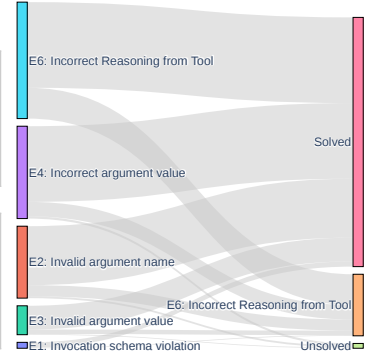 E6: Incorrect Reasoning from Tool
Solved
E4: Incorrect argument value
E2: Invalid argument name
E6: Incorrect Reasoning from Tool
E3: Invalid argument value
E1: Invocation schema violation
Unsolved